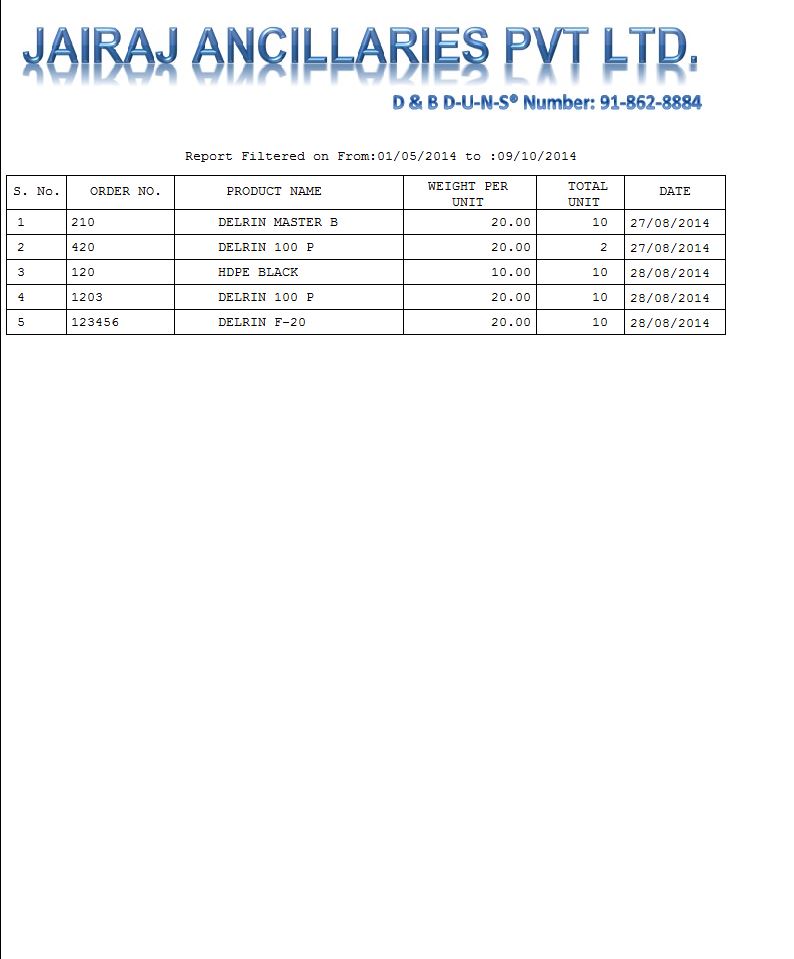 JAIRAJ ANCILLARIES PVT LTD.
D & B D-U-N-S® Number: 91-862-8884
Report Filtered on From:01/05/2014 to :09/10/2014
S. No. ORDER NO. PRODUCT NAME WEIGHT PER UNIT TOTAL UNIT DATE
1 210 DELRIN MASTER B 20.00 10 27/08/2014
2 420 DELRIN 100 P 20.00 2 27/08/2014
3 120 HDPE BLACK 10.00 10 28/08/2014
4 1203 DELRIN 100 P 20.00 10 28/08/2014
5 123456 DELRIN F-20 20.00 10 28/08/2014